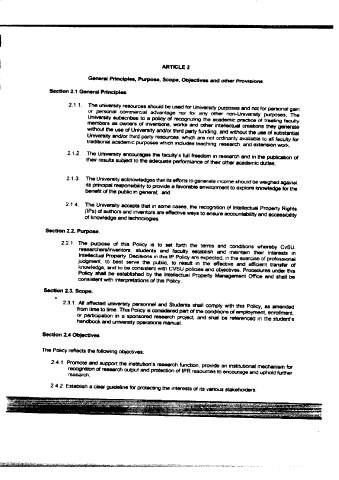 ARTICLE 2
General Principles, Purpose, Scope, Objectives and other Provisions
Section 2.1 General Principles
2.1.1. The university resources should be used for University purposes and not for personal gain
or personal commercial advantage nor for any other non-University purposes. The
University subscribes to a policy of recognizing the academic practice of treating faculty
members as owners of inventions, works and other intellectual creations they generate
without the use of University and/or third party funding, and without the use of substantial
University and/or third party resources, which are not ordinarily available to all faculty for
traditional academic purposes which includes teaching, research, and extension work,
2.1.2. The University encourages the faculty's full freedom in research and in the publication of
their results subject to the adequate performance of their other academic duties;
2.1.3. The University acknowledges that its efforts to generate income should be weighed against
its principal responsibility to provide a favorable environment to explore knowledge for the
benefit of the public in general; and
2.1.4. The University accepts that in some cases, the recognition of Intellectual Property Rights
(IPs) of authors and inventors are effective ways to ensure accountability and accessibility
of knowledge and technologies.
Section 2.2. Purpose.
2.2.1 The purpose of this Policy is to set forth the terms and conditions whereby CvSU,
researchers/inventors, students and faculty establish and maintain their interests in
Intellectual Property Decisions in this IP Policy are expected, in the exercise of professional
judgment, to best serve the public, to result in the effective and efficient transfer of
knowledge, and to be consistent with CVSU policies and objectives. Procedures under this
Policy shall be established by the Intellectual Property Management Office and shall be
consistent with interpretations of this Policy.
Section 2.3. Scope.
2.3.1. All affected university personnel and Students shall comply with this Policy, as amended
from time to time. This Policy is considered part of the conditions of employment, enrollment,
or participation in a sponsored research project, and shall be referenced in the student's
handbook and university operations manual.
Section 2.4 Objectives
The Policy reflects the following objectives:
2.4.1. Promote and support the institution's research function, provide an institutional mechanism for
recognition of research output and protection of IPR resources to encourage and uphold further
research.
2.4.2. Establish a clear guideline for protecting the interests of its various stakeholders